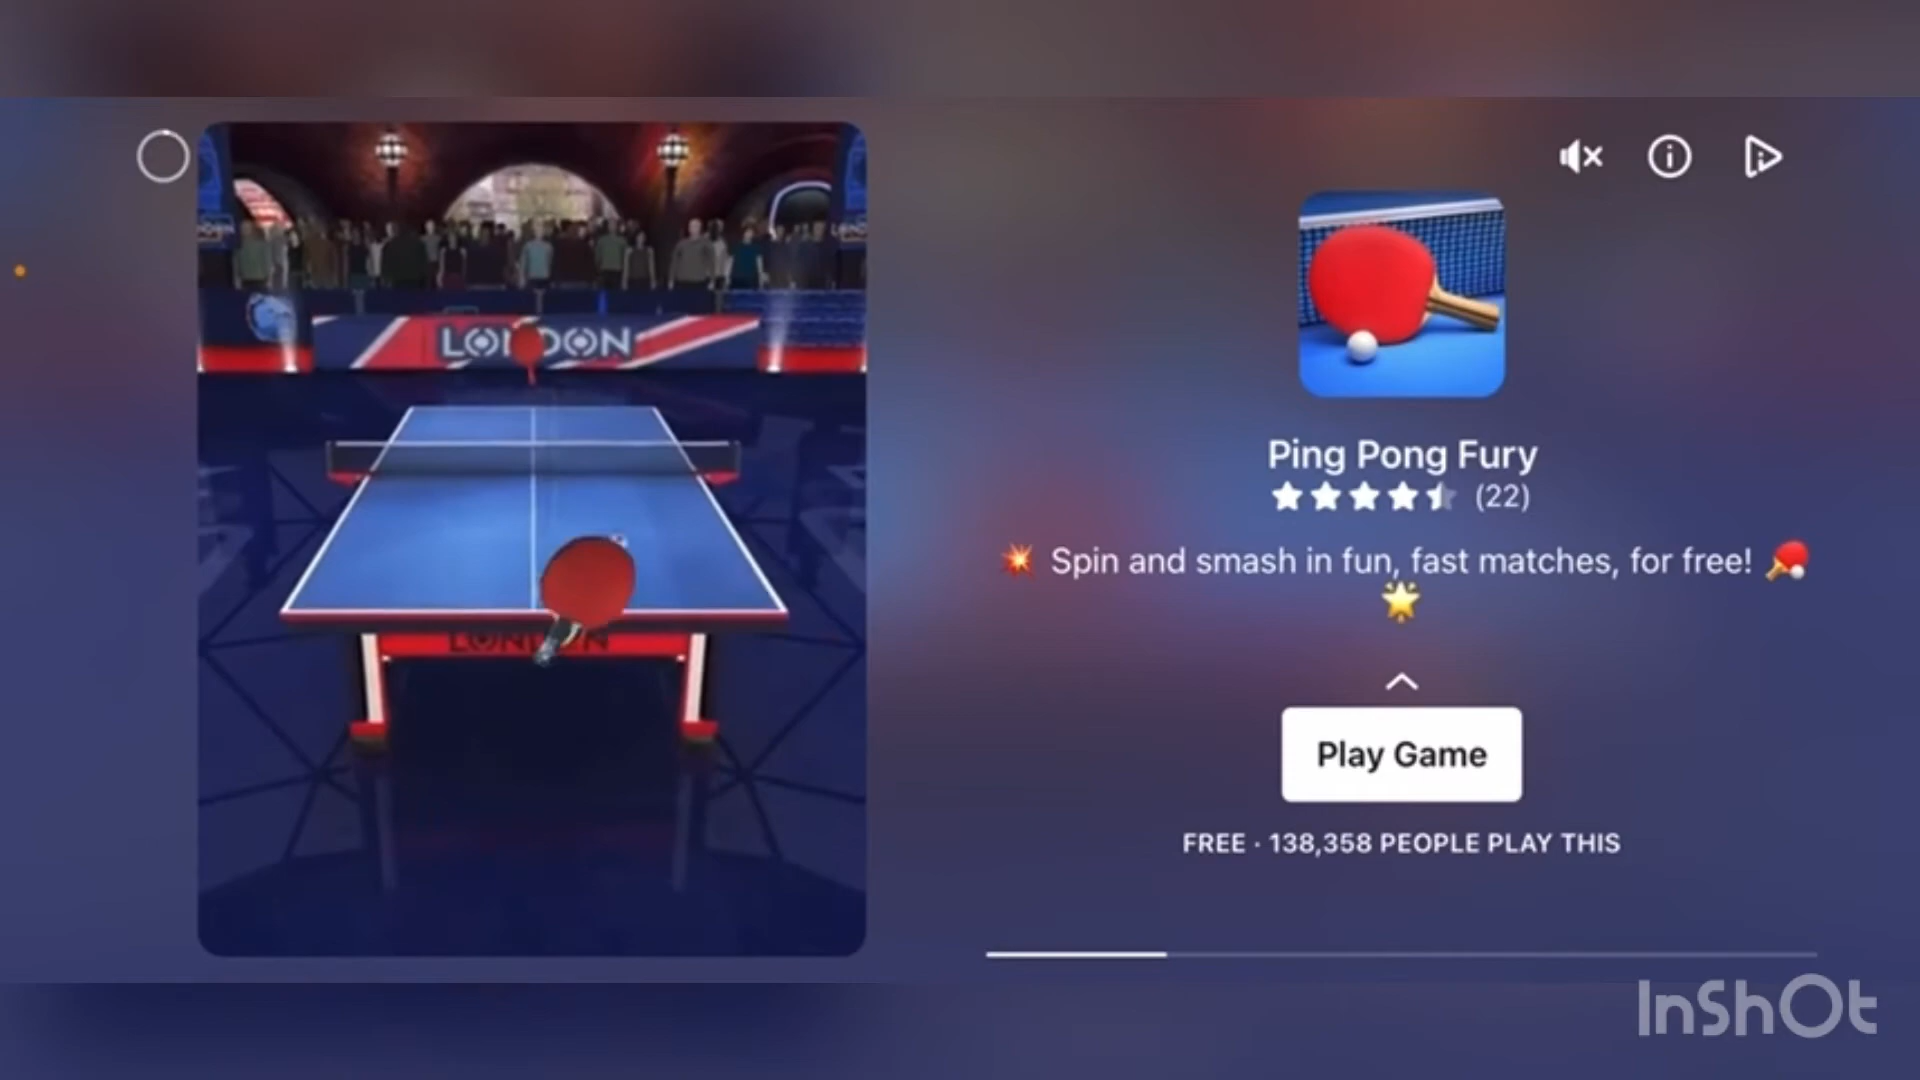 LONDON
LONDON
Ping Pong Fury
(22)
Spin and smash in fun, fast matches, for free!
Play Game
FREE · 138,358 PEOPLE PLAY THIS
InShOt